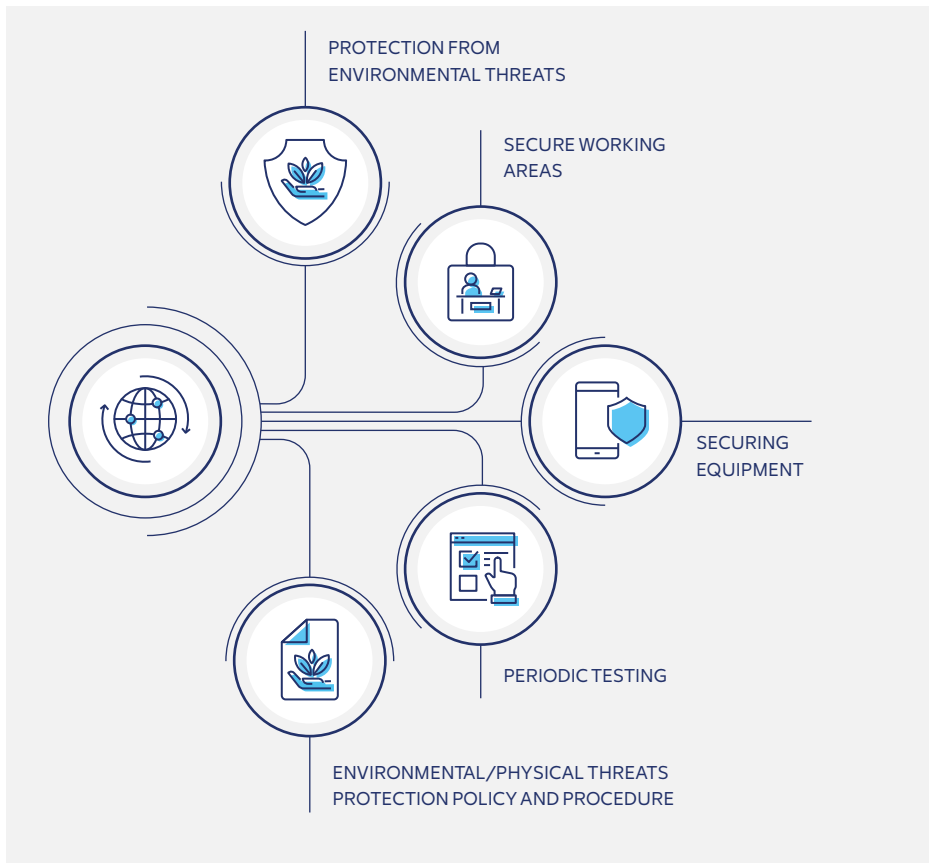 PROTECTION FROM
ENVIRONMENTAL THREATS
SECURE WORKING
AREAS
SECURING
EQUIPMENT
PERIODIC TESTING
ENVIRONMENTAL/PHYSICAL THREATS
PROTECTION POLICY AND PROCEDURE